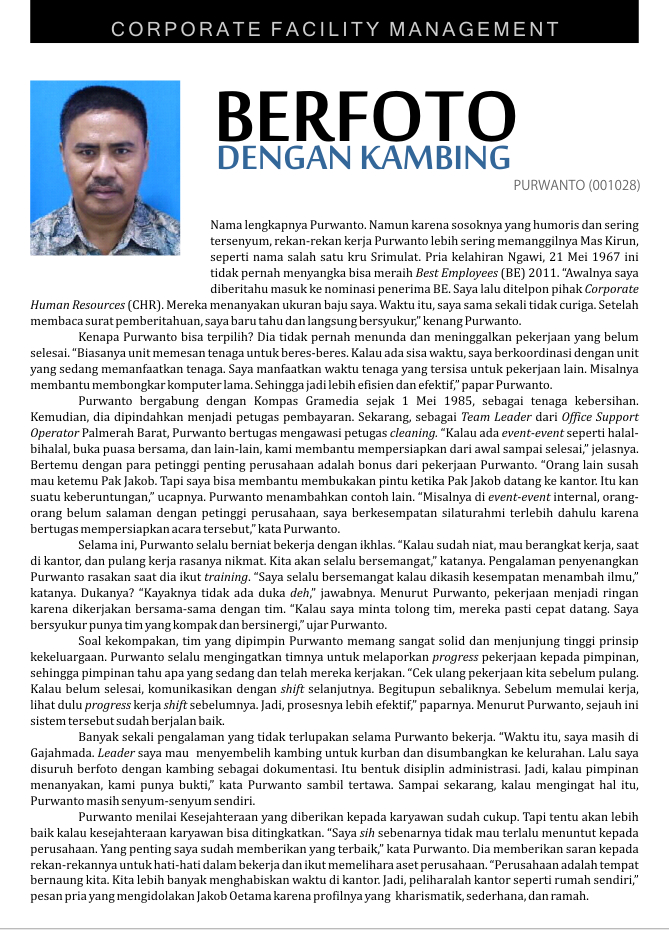 CORPORATE FACILITY MANAGEMENT
BERFOTO
DENGAN KAMBING
PURWANTO (001028)
Nama lengkapnya Purwanto. Namun karena sosoknya yang humoris dan sering
tersenyum, rekan-rekan kerja Purwanto lebih sering memanggilnya Mas Kirun,
seperti nama salah satu kru Srimulat. Pria kelahiran Ngawi, 21 Mei 1967 ini
tidak pernah menyangka bisa meraih Best Employees (BE) 2011. “Awalnya saya
diberitahu masuk ke nominasi penerima BE. Saya lalu ditelpon pihak Corporate
Human Resources (CHR). Mereka menanyakan ukuran baju saya. Waktu itu, saya sama sekali tidak curiga. Setelah
membaca surat pemberitahuan, saya baru tahu dan langsung bersyukur,” kenang Purwanto.
Kenapa Purwanto bisa terpilih? Dia tidak pernah menunda dan meninggalkan pekerjaan yang belum
selesai. “Biasanya unit memesan tenaga untuk beres-beres. Kalau ada sisa waktu, saya berkoordinasi dengan unit
yang sedang memanfaatkan tenaga. Saya manfaatkan waktu tenaga yang tersisa untuk pekerjaan lain. Misalnya
membantu membongkar komputer lama. Sehingga jadi lebih efisien dan efektif,” papar Purwanto.
Purwanto bergabung dengan Kompas Gramedia sejak 1 Mei 1985, sebagai tenaga kebersihan.
Kemudian, dia dipindahkan menjadi petugas pembayaran. Sekarang, sebagai Team Leader dari Office Support
Operator Palmerah Barat, Purwanto bertugas mengawasi petugas cleaning. “Kalau ada event-event seperti halal-
bihalal, buka puasa bersama, dan lain-lain, kami membantu mempersiapkan dari awal sampai selesai,” jelasnya.
Bertemu dengan para petinggi penting perusahaan adalah bonus dari pekerjaan Purwanto. “Orang lain susah
mau ketemu Pak Jakob. Tapi saya bisa membantu membukakan pintu ketika Pak Jakob datang ke kantor. Itu kan
suatu keberuntungan,” ucapnya. Purwanto menambahkan contoh lain. “Misalnya di event-event internal, orang-
orang belum salaman dengan petinggi perusahaan, saya berkesempatan silaturahmi terlebih dahulu karena
bertugas mempersiapkan acara tersebut,” kata Purwanto.
Selama ini, Purwanto selalu berniat bekerja dengan ikhlas. “Kalau sudah niat, mau berangkat kerja, saat
di kantor, dan pulang kerja rasanya nikmat. Kita akan selalu bersemangat,” katanya. Pengalaman penyenangkan
Purwanto rasakan saat dia ikut training. “Saya selalu bersemangat kalau dikasih kesempatan menambah ilmu,”
katanya. Dukanya? “Kayaknya tidak ada duka deh,” jawabnya. Menurut Purwanto, pekerjaan menjadi ringan
karena dikerjakan bersama-sama dengan tim. “Kalau saya minta tolong tim, mereka pasti cepat datang. Saya
bersyukur punya tim yang kompak dan bersinergi,” ujar Purwanto.
Soal kekompakan, tim yang dipimpin Purwanto memang sangat solid dan menjunjung tinggi prinsip
kekeluargaan. Purwanto selalu mengingatkan timnya untuk melaporkan progress pekerjaan kepada pimpinan,
sehingga pimpinan tahu apa yang sedang dan telah mereka kerjakan. “Cek ulang pekerjaan kita sebelum pulang.
Kalau belum selesai, komunikasikan dengan shift selanjutnya. Begitupun sebaliknya. Sebelum memulai kerja,
lihat dulu progress kerja shift sebelumnya. Jadi, prosesnya lebih efektif,” paparnya. Menurut Purwanto, sejauh ini
sistem tersebut sudah berjalan baik.
Banyak sekali pengalaman yang tidak terlupakan selama Purwanto bekerja. “Waktu itu, saya masih di
Gajahmada. Leader saya mau menyembelih kambing untuk kurban dan disumbangkan ke kelurahan. Lalu saya
disuruh berfoto dengan kambing sebagai dokumentasi. Itu bentuk disiplin administrasi. Jadi, kalau pimpinan
menanyakan, kami punya bukti,” kata Purwanto sambil tertawa. Sampai sekarang, kalau mengingat hal itu,
Purwanto masih senyum-senyum sendiri.
Purwanto menilai Kesejahteraan yang diberikan kepada karyawan sudah cukup. Tapi tentu akan lebih
baik kalau kesejahteraan karyawan bisa ditingkatkan. “Saya sih sebenarnya tidak mau terlalu menuntut kepada
perusahaan. Yang penting saya sudah memberikan yang terbaik,” kata Purwanto. Dia memberikan saran kepada
rekan-rekannya untuk hati-hati dalam bekerja dan ikut memelihara aset perusahaan. “Perusahaan adalah tempat
bernaung kita. Kita lebih banyak menghabiskan waktu di kantor. Jadi, peliharalah kantor seperti rumah sendiri,”
pesan pria yang mengidolakan Jakob Oetama karena profilnya yang kharismatik, sederhana, dan ramah.